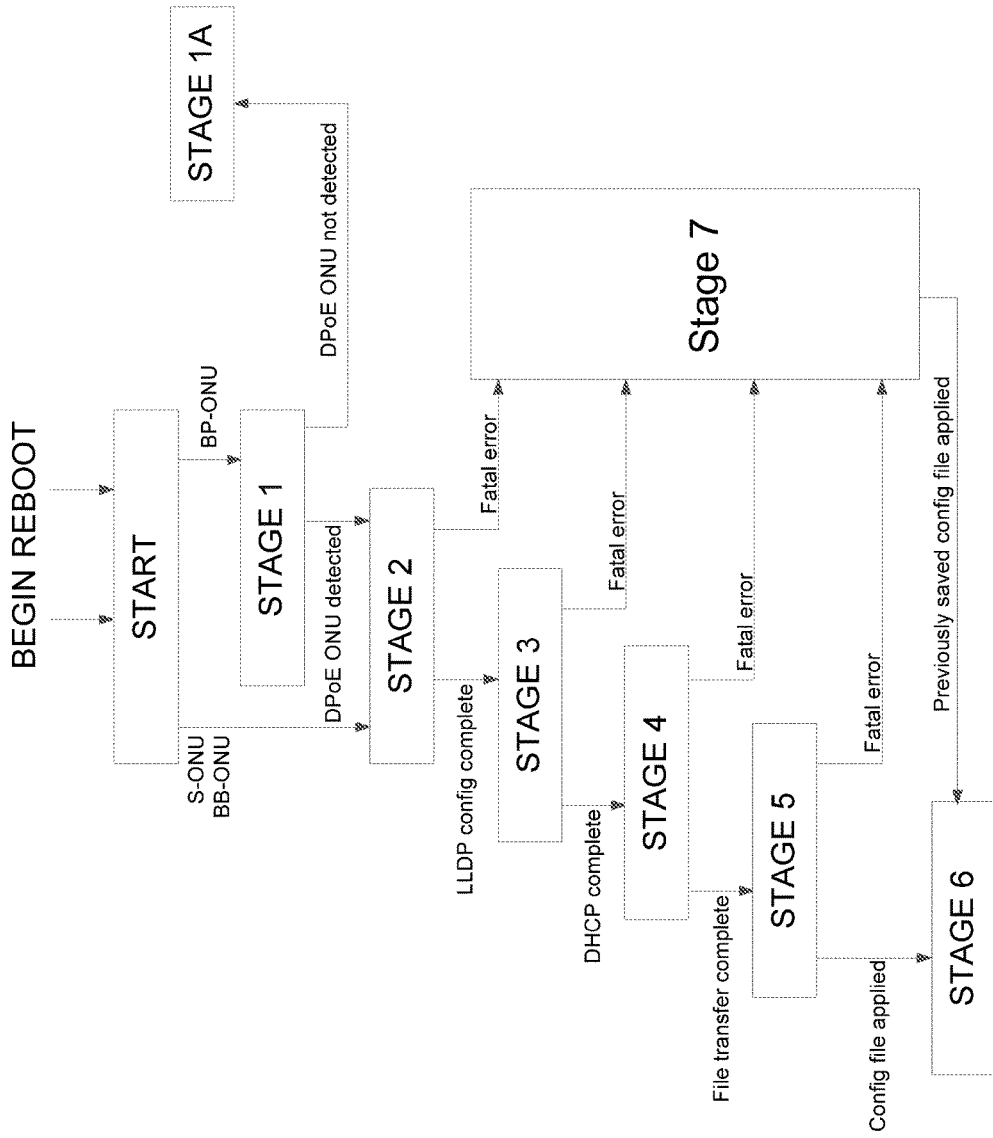 BEGIN REBOOT
START
S-ONU
BB-ONU
BP-ONU
STAGE 1
DPoE ONU detected
DPoE ONU not detected
STAGE 1A
STAGE 2
LLDP config complete
Fatal error
STAGE 3
DHCP complete
Fatal error
STAGE 4
File transfer complete
Fatal error
STAGE 5
Config file applied
Fatal error
Stage 7
Previously saved config file applied
STAGE 6